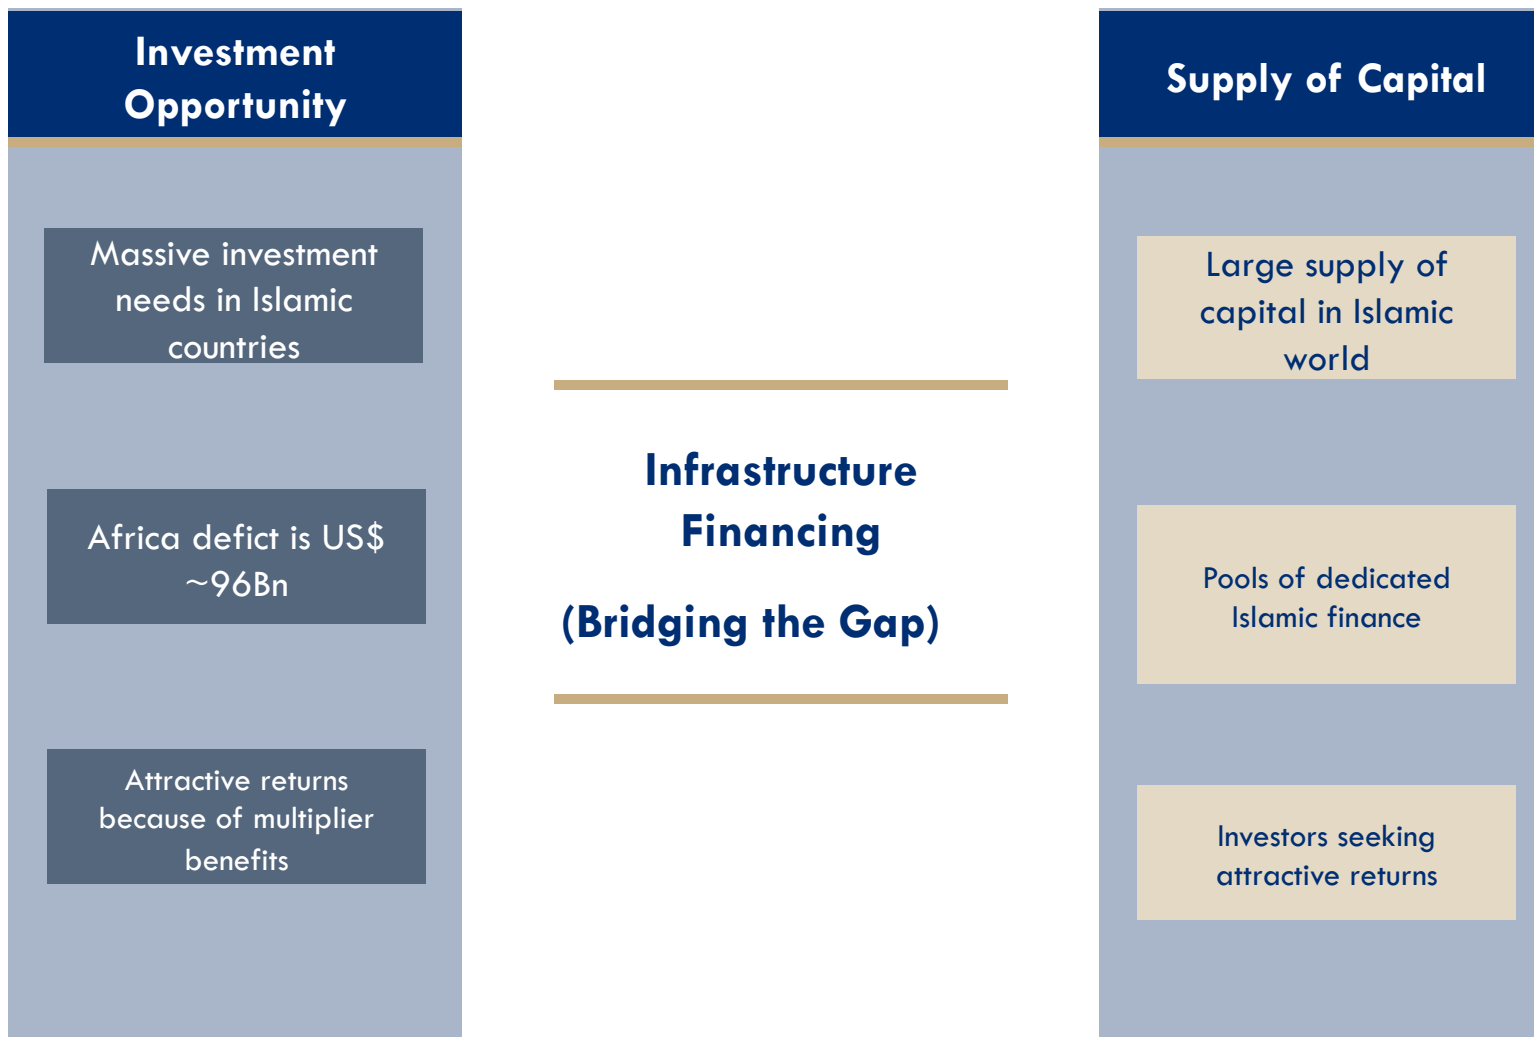 Investment
Opportunity
Massive investment
needs in Islamic
countries
Africa defict is US$
~96Bn
Attractive returns
because of multiplier
benefits
Infrastructure
Financing
(Bridging the Gap)
Supply of Capital
Large supply of
capital in Islamic
world
Pools of dedicated
Islamic finance
Investors seeking
attractive returns